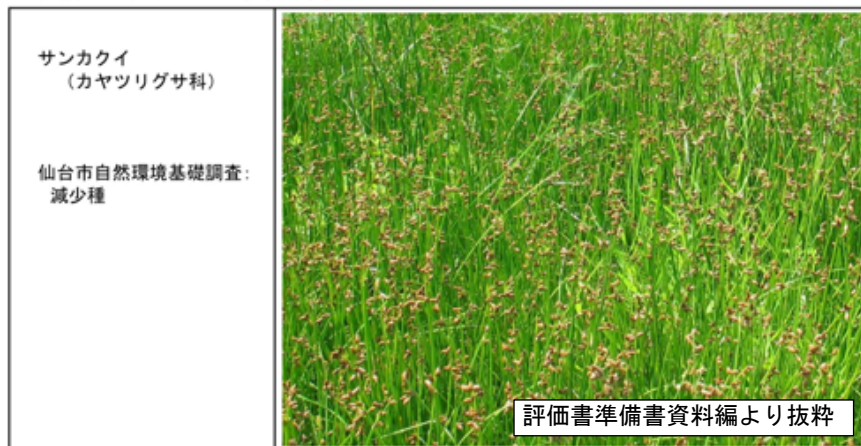 サンカクイ
（カヤツリグサ科）
仙台市自然環境基礎調査：
減少種
評価書準備書資料編より抜粋